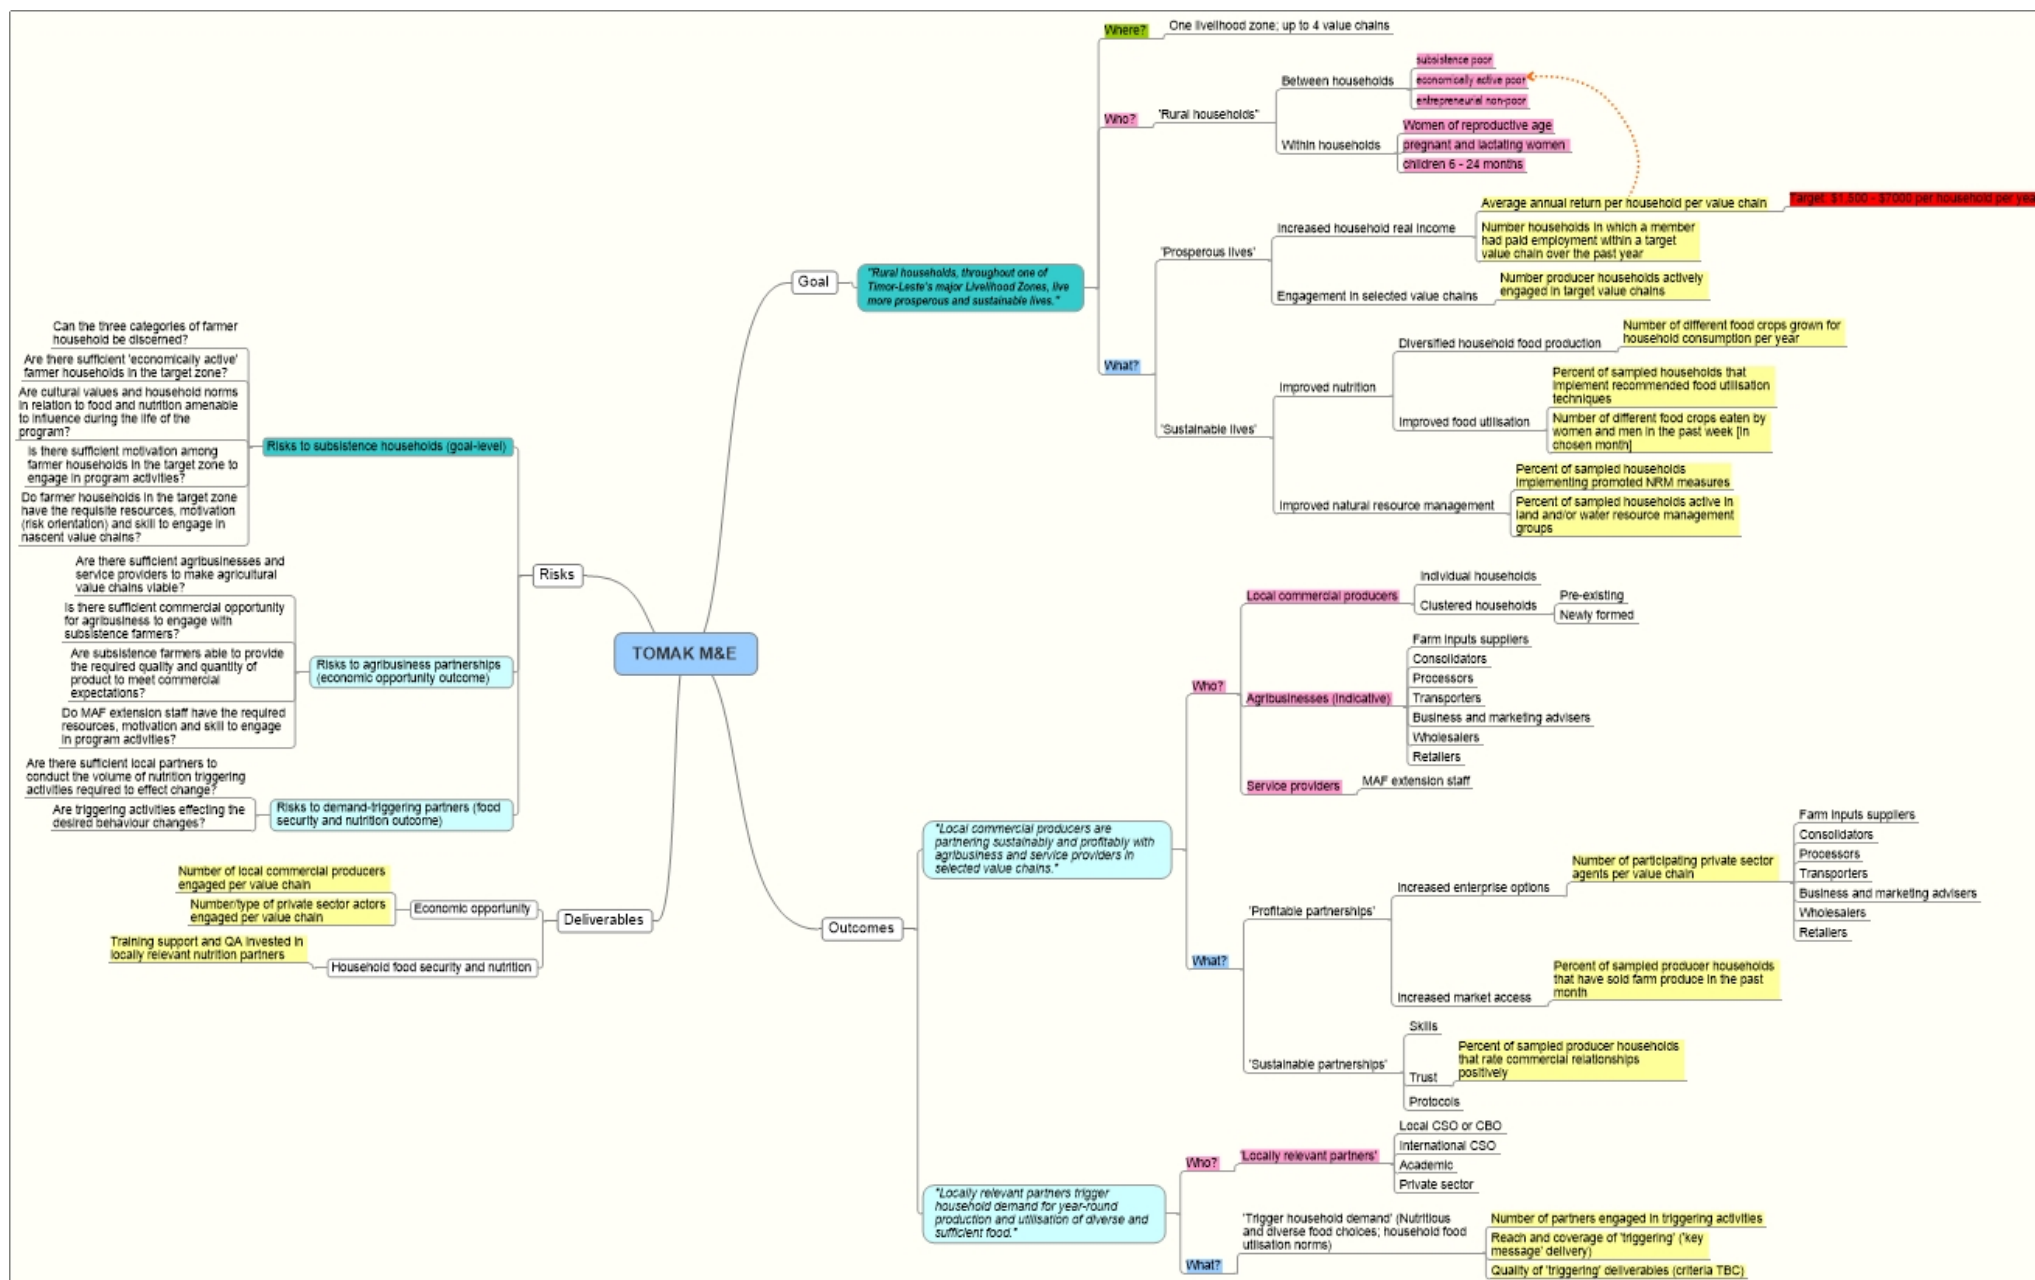 TOMAK M&E
Goal
"Rural households, throughout one of
Timor-Leste's major Livelihood Zones, live
more prosperous and sustainable lives."
Where?
One livelihood zone; up to 4 value chains
Who?
"Rural households"
Between households
subsistence poor
economically active poor
entrepreneurial non-poor
Within households
Women of reproductive age
pregnant and lactating women
children 6 - 24 months
What?
'Prosperous lives'
Increased household real income
Average annual return per household per value chain
Target: $1,500 - $7000 per household per yea
Number households in which a member
had paid employment within a target
value chain over the past year
Engagement in selected value chains
Number producer households actively
engaged in target value chains
'Sustainable lives'
Improved nutrition
Diversified household food production
Number of different food crops grown for
household consumption per year
Improved food utilisation
Percent of sampled households that
implement recommended food utilisation
techniques
Number of different food crops eaten by
women and men in the past week [in
chosen month]
Improved natural resource management
Percent of sampled households
implementing promoted NRM measures
Percent of sampled households active in
land and/or water resource management
groups
Risks
Risks to subsistence households (goal-level)
Can the three categories of farmer
household be discerned?
Are there sufficient 'economically active'
farmer households in the target zone?
Are cultural values and household norms
in relation to food and nutrition amenable
to influence during the life of the
program?
Is there sufficient motivation among
farmer households in the target zone to
engage in program activities?
Do farmer households in the target zone
have the requisite resources, motivation
(risk orientation) and skill to engage in
nascent value chains?
Risks to agribusiness partnerships
(economic opportunity outcome)
Are there sufficient agribusinesses and
service providers to make agricultural
value chains viable?
Is there sufficient commercial opportunity
for agribusiness to engage with
subsistence farmers?
Are subsistence farmers able to provide
the required quality and quantity of
product to meet commercial
expectations?
Do MAF extension staff have the required
resources, motivation and skill to engage
in program activities?
Risks to demand-triggering partners (food
security and nutrition outcome)
Are there sufficient local partners to
conduct the volume of nutrition triggering
activities required to effect change?
Are triggering activities effecting the
desired behaviour changes?
Deliverables
Economic opportunity
Number of local commercial producers
engaged per value chain
Number/type of private sector actors
engaged per value chain
Household food security and nutrition
Training support and QA invested in
locally relevant nutrition partners
Outcomes
"Local commercial producers are
partnering sustainably and profitably with
agribusiness and service providers in
selected value chains."
Who?
Local commercial producers
Individual households
Clustered households
Pre-existing
Newly formed
Agribusinesses (indicative)
Farm inputs suppliers
Consolidators
Processors
Transporters
Business and marketing advisers
Wholesalers
Retailers
Service providers
MAF extension staff
What?
'Profitable partnerships'
Increased enterprise options
Number of participating private sector
agents per value chain
Farm inputs suppliers
Consolidators
Processors
Transporters
Business and marketing advisers
Wholesalers
Retailers
Increased market access
Percent of sampled producer households
that have sold farm produce in the past
month
'Sustainable partnerships'
Skills
Trust
Percent of sampled producer households
that rate commercial relationships
positively
Protocols
"Locally relevant partners trigger
household demand for year-round
production and utilisation of diverse and
sufficient food."
Who?
'Locally relevant partners'
Local CSO or CBO
International CSO
Academic
Private sector
What?
'Trigger household demand' (Nutritious
and diverse food choices; household food
utilsation norms)
Number of partners engaged in triggering activities
Reach and coverage of 'triggering' ('key
message' delivery)
Quality of 'triggering' deliverables (criteria TBC)